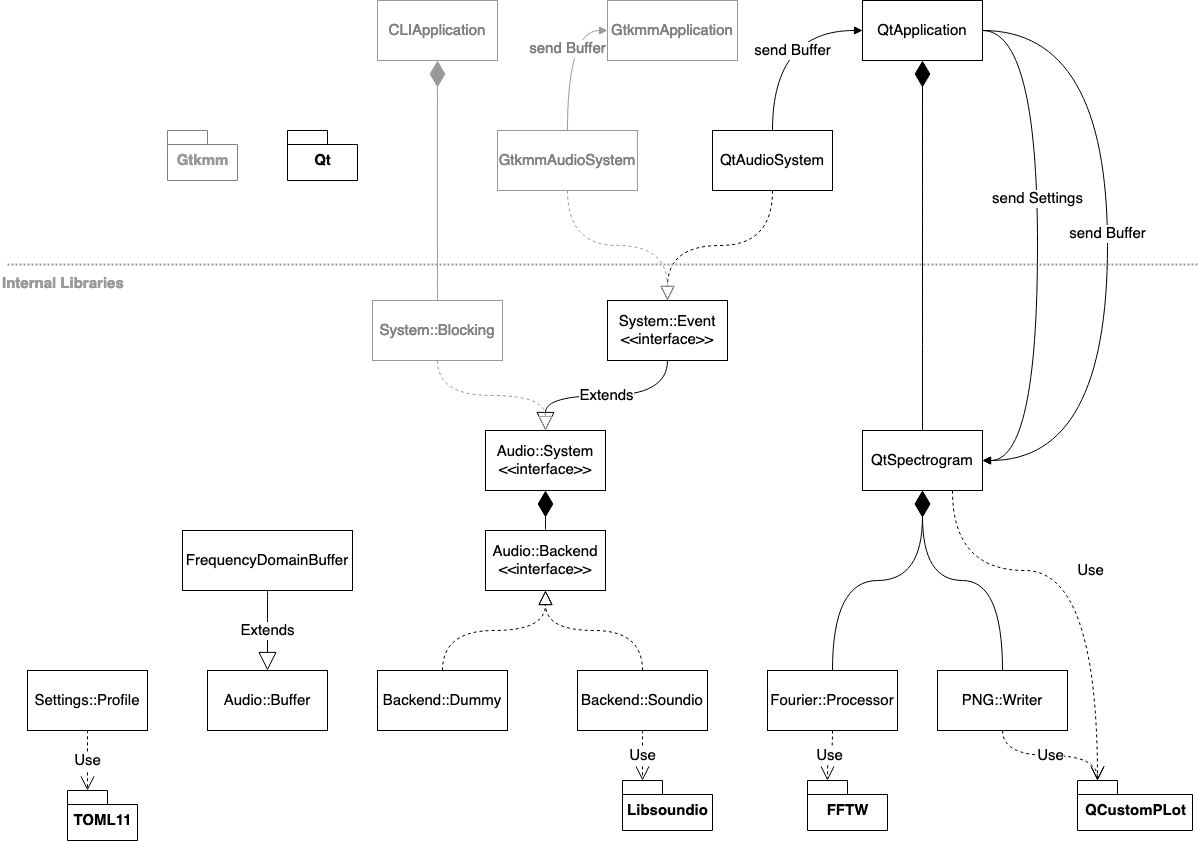 CLIApplication
GtkmmApplication
QtApplication
send Buffer
send Buffer
Gtkmm
Qt
GtkmmAudioSystem
QtAudioSystem
send Settings
send Buffer
Internal Libraries
System::Blocking
System::Event
<<interface>>
Extends
Audio::System
<<interface>>
QtSpectrogram
FrequencyDomainBuffer
Audio::Backend
<<interface>>
Use
Extends
Settings::Profile
Audio::Buffer
Backend::Dummy
Backend::Soundio
Fourier::Processor
PNG::Writer
Use
Use
Use
Use
TOML11
Libsoundio
FFTW
QCustomPLot